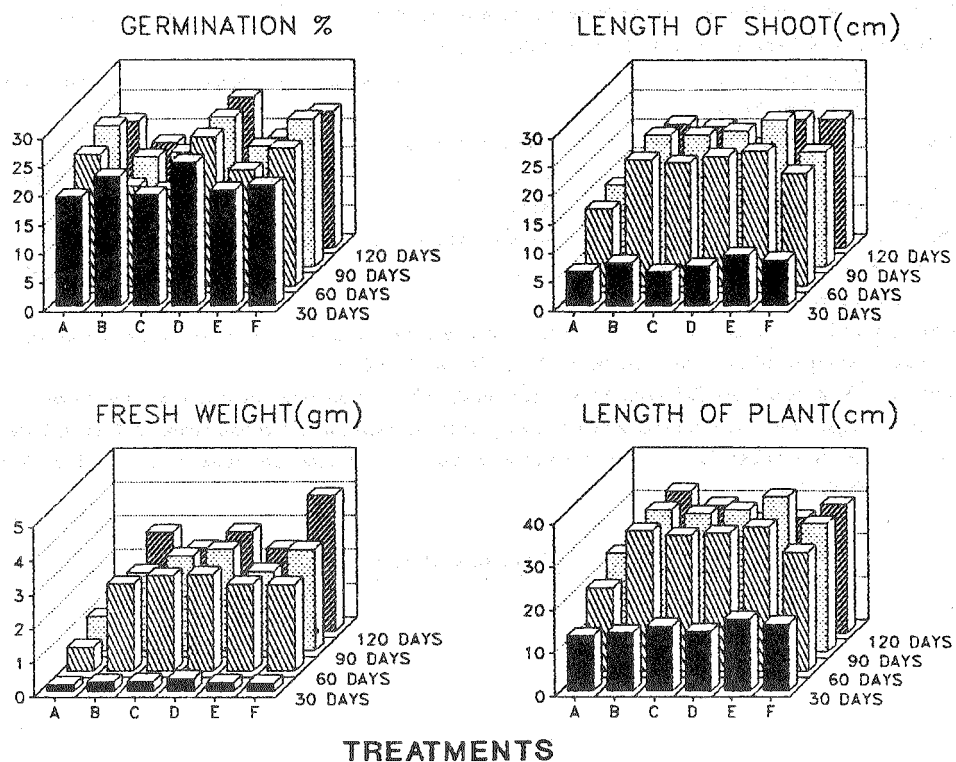 GERMINATION %
30
25
20
15
10
5
0
A B C D E F
120 DAYS
90 DAYS
60 DAYS
30 DAYS
LENGTH OF SHOOT(cm)
30
25
20
15
10
5
0
A B C D E F
120 DAYS
90 DAYS
60 DAYS
30 DAYS
FRESH WEIGHT(gm)
5
4
3
2
1
0
A B C D E F
120 DAYS
90 DAYS
60 DAYS
30 DAYS
LENGTH OF PLANT(cm)
40
30
20
10
0
A B C D E F
120 DAYS
90 DAYS
60 DAYS
30 DAYS
TREATMENTS